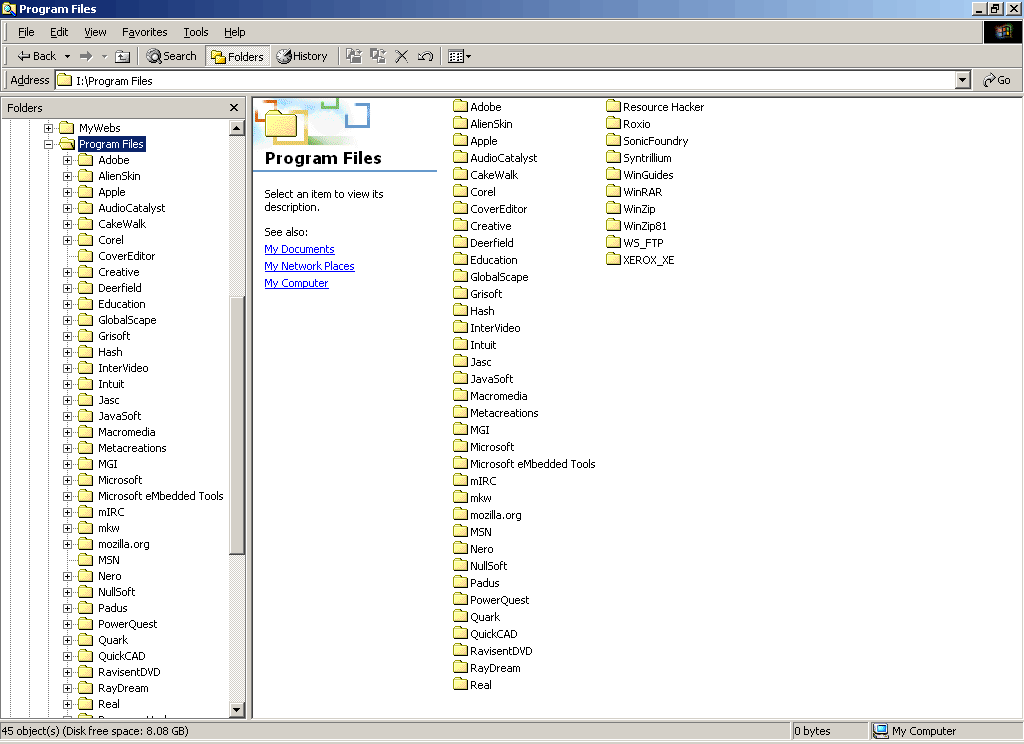 Program Files
File Edit View Favorites Tools Help
Back Search Folders History
Address I:\Program Files Go
Folders
MyWebs
Program Files
Adobe
AlienSkin
Apple
AudioCatalyst
CakeWalk
Corel
CoverEditor
Creative
Deerfield
Education
GlobalScape
Grisoft
Hash
InterVideo
Intuit
Jasc
JavaSoft
Macromedia
Metacreations
MGI
Microsoft
Microsoft eMbedded Tools
mIRC
mkw
mozilla.org
MSN
Nero
NullSoft
Padus
PowerQuest
Quark
QuickCAD
RavisentDVD
RayDream
Real
Program Files
Select an item to view its
description.
See also:
My Documents
My Network Places
My Computer
Adobe
AlienSkin
Apple
AudioCatalyst
CakeWalk
Corel
CoverEditor
Creative
Deerfield
Education
GlobalScape
Grisoft
Hash
InterVideo
Intuit
Jasc
JavaSoft
Macromedia
Metacreations
MGI
Microsoft
Microsoft eMbedded Tools
mIRC
mkw
mozilla.org
MSN
Nero
NullSoft
Padus
PowerQuest
Quark
QuickCAD
RavisentDVD
RayDream
Real
Resource Hacker
Roxio
SonicFoundry
Syntrillium
WinGuides
WinRAR
WinZip
WinZip81
WS_FTP
XEROX_XE
45 object(s) (Disk free space: 8.08 GB)
0 bytes
My Computer